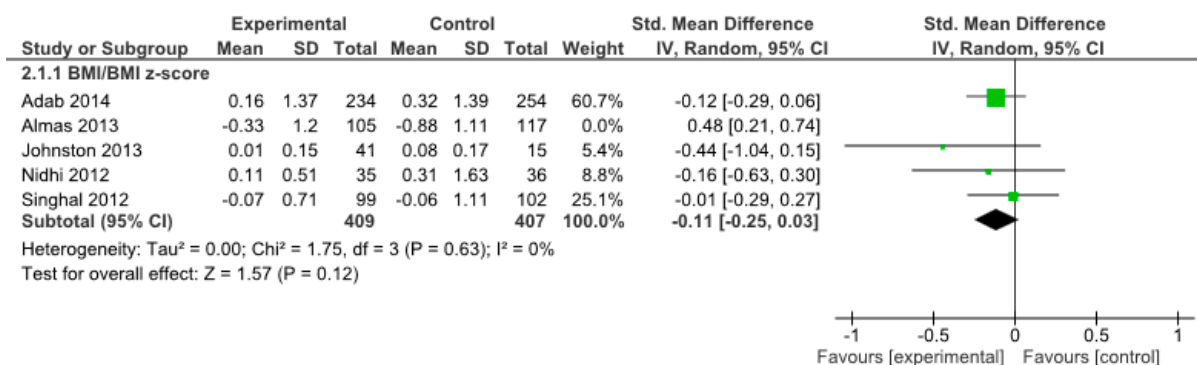 Experimental Control Std. Mean Difference Std. Mean Difference
Study or Subgroup Mean SD Total Mean SD Total Weight IV, Random, 95% CI IV, Random, 95% CI
2.1.1 BMI/BMI z-score
Adab 2014 0.16 1.37 234 0.32 1.39 254 60.7% -0.12 [-0.29, 0.06]
Almas 2013 -0.33 1.2 105 -0.88 1.11 117 0.0% 0.48 [0.21, 0.74]
Johnston 2013 0.01 0.15 41 0.08 0.17 15 5.4% -0.44 [-1.04, 0.15]
Nidhi 2012 0.11 0.51 35 0.31 1.63 36 8.8% -0.16 [-0.63, 0.30]
Singhal 2012 -0.07 0.71 99 -0.06 1.11 102 25.1% -0.01 [-0.29, 0.27]
Subtotal (95% CI) 409 407 100.0% -0.11 [-0.25, 0.03]
Heterogeneity: Tau² = 0.00; Chi² = 1.75, df = 3 (P = 0.63); I² = 0%
Test for overall effect: Z = 1.57 (P = 0.12)
-1 -0.5 0 0.5 1
Favours [experimental] Favours [control]